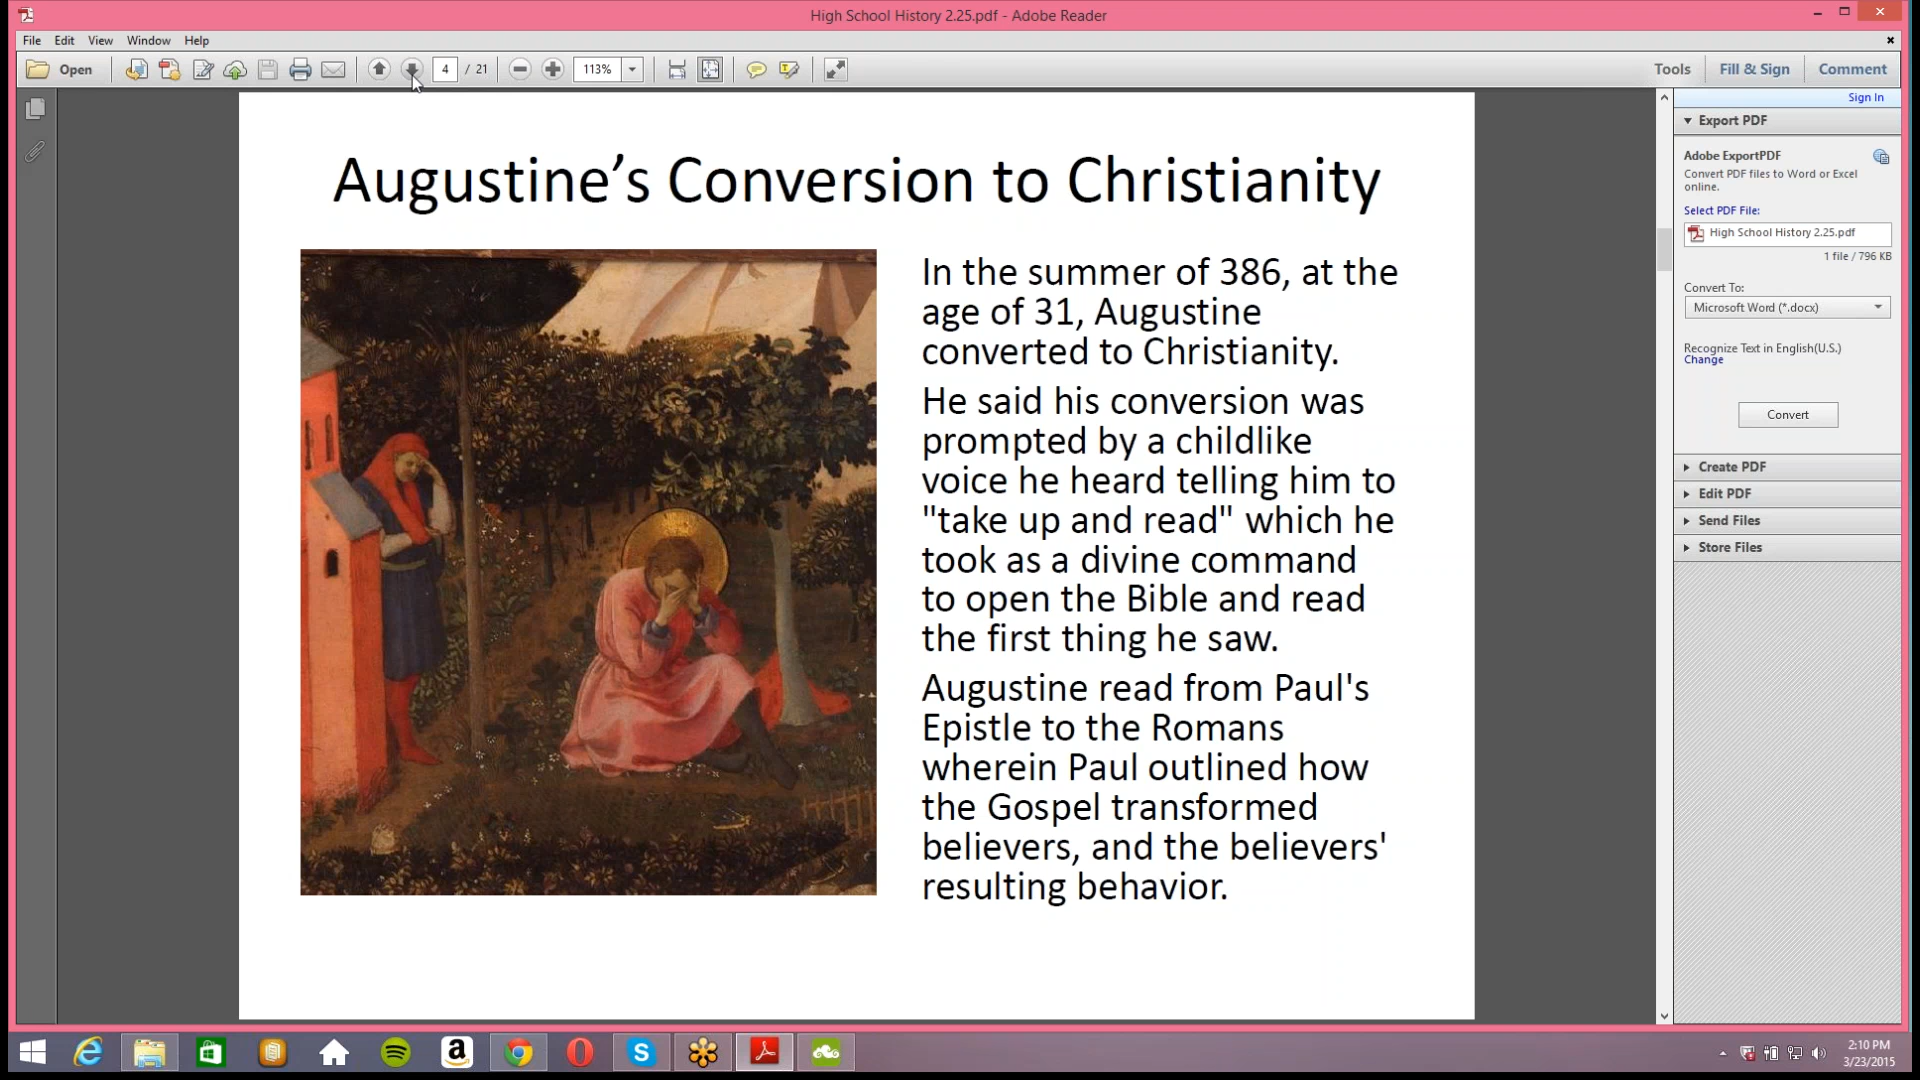 High School History 2.25.pdf - Adobe Reader
File Edit View Window Help
Open 4 / 21 113% Tools Fill & Sign Comment
Sign In
Export PDF
Adobe ExportPDF
Convert PDF files to Word or Excel
online.
Select PDF File:
High School History 2.25.pdf
1 file / 796 KB
Convert To:
Microsoft Word (*.docx)
Recognize Text in English(U.S.)
Change
Convert
Create PDF
Edit PDF
Send Files
Store Files
Augustine’s Conversion to Christianity
In the summer of 386, at the
age of 31, Augustine
converted to Christianity.
He said his conversion was
prompted by a childlike
voice he heard telling him to
"take up and read" which he
took as a divine command
to open the Bible and read
the first thing he saw.
Augustine read from Paul's
Epistle to the Romans
wherein Paul outlined how
the Gospel transformed
believers, and the believers'
resulting behavior.
2:10 PM
3/23/2015